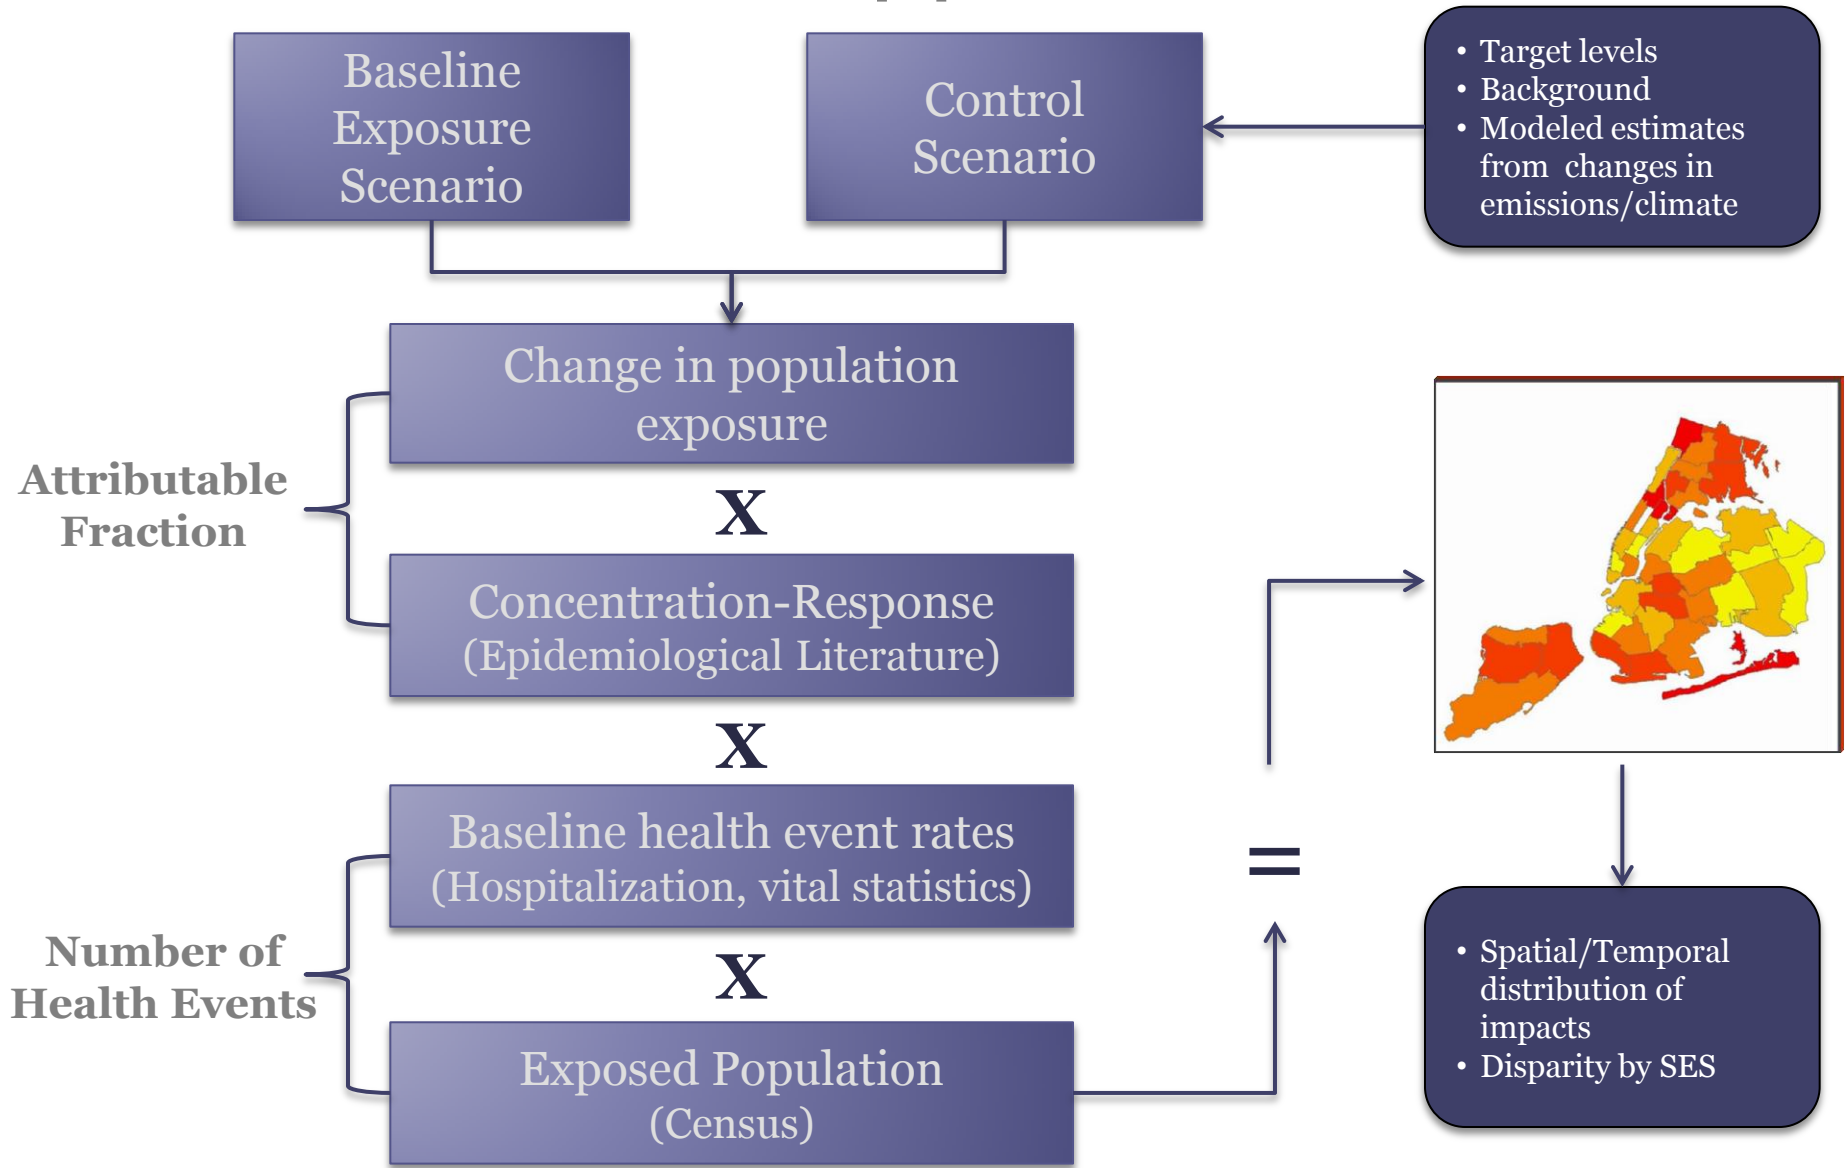 Baseline
Exposure
Scenario
Control
Scenario
• Target levels
• Background
• Modeled estimates
from changes in
emissions/climate
Change in population
exposure
Attributable
Fraction
X
Concentration-Response
(Epidemiological Literature)
X
Baseline health event rates
(Hospitalization, vital statistics)
=
Number of
Health Events
X
Exposed Population
(Census)
• Spatial/Temporal
distribution of
impacts
• Disparity by SES